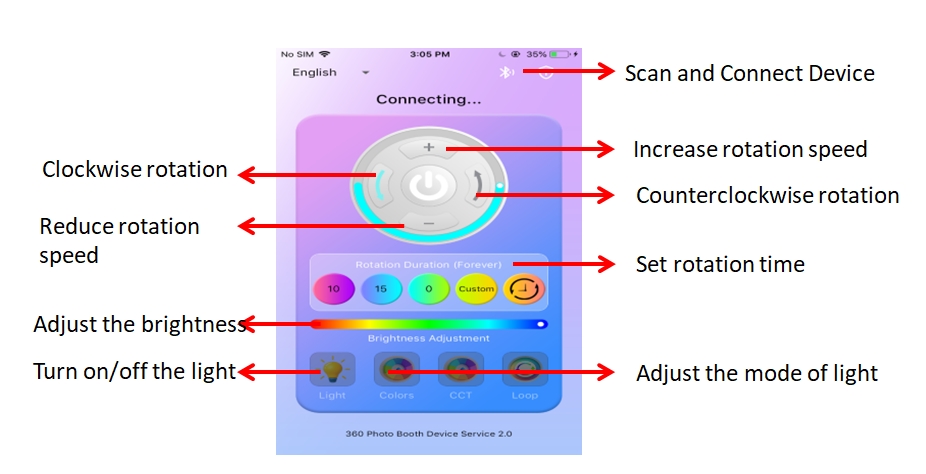 No SIM 3:05 PM 35%
English
Scan and Connect Device
Connecting...
+
Increase rotation speed
Clockwise rotation
Counterclockwise rotation
Reduce rotation
speed
−
Rotation Duration (Forever)
Set rotation time
10 15 0 Custom
Adjust the brightness
Brightness Adjustment
Turn on/off the light
Adjust the mode of light
Light Colors CCT Loop
360 Photo Booth Device Service 2.0